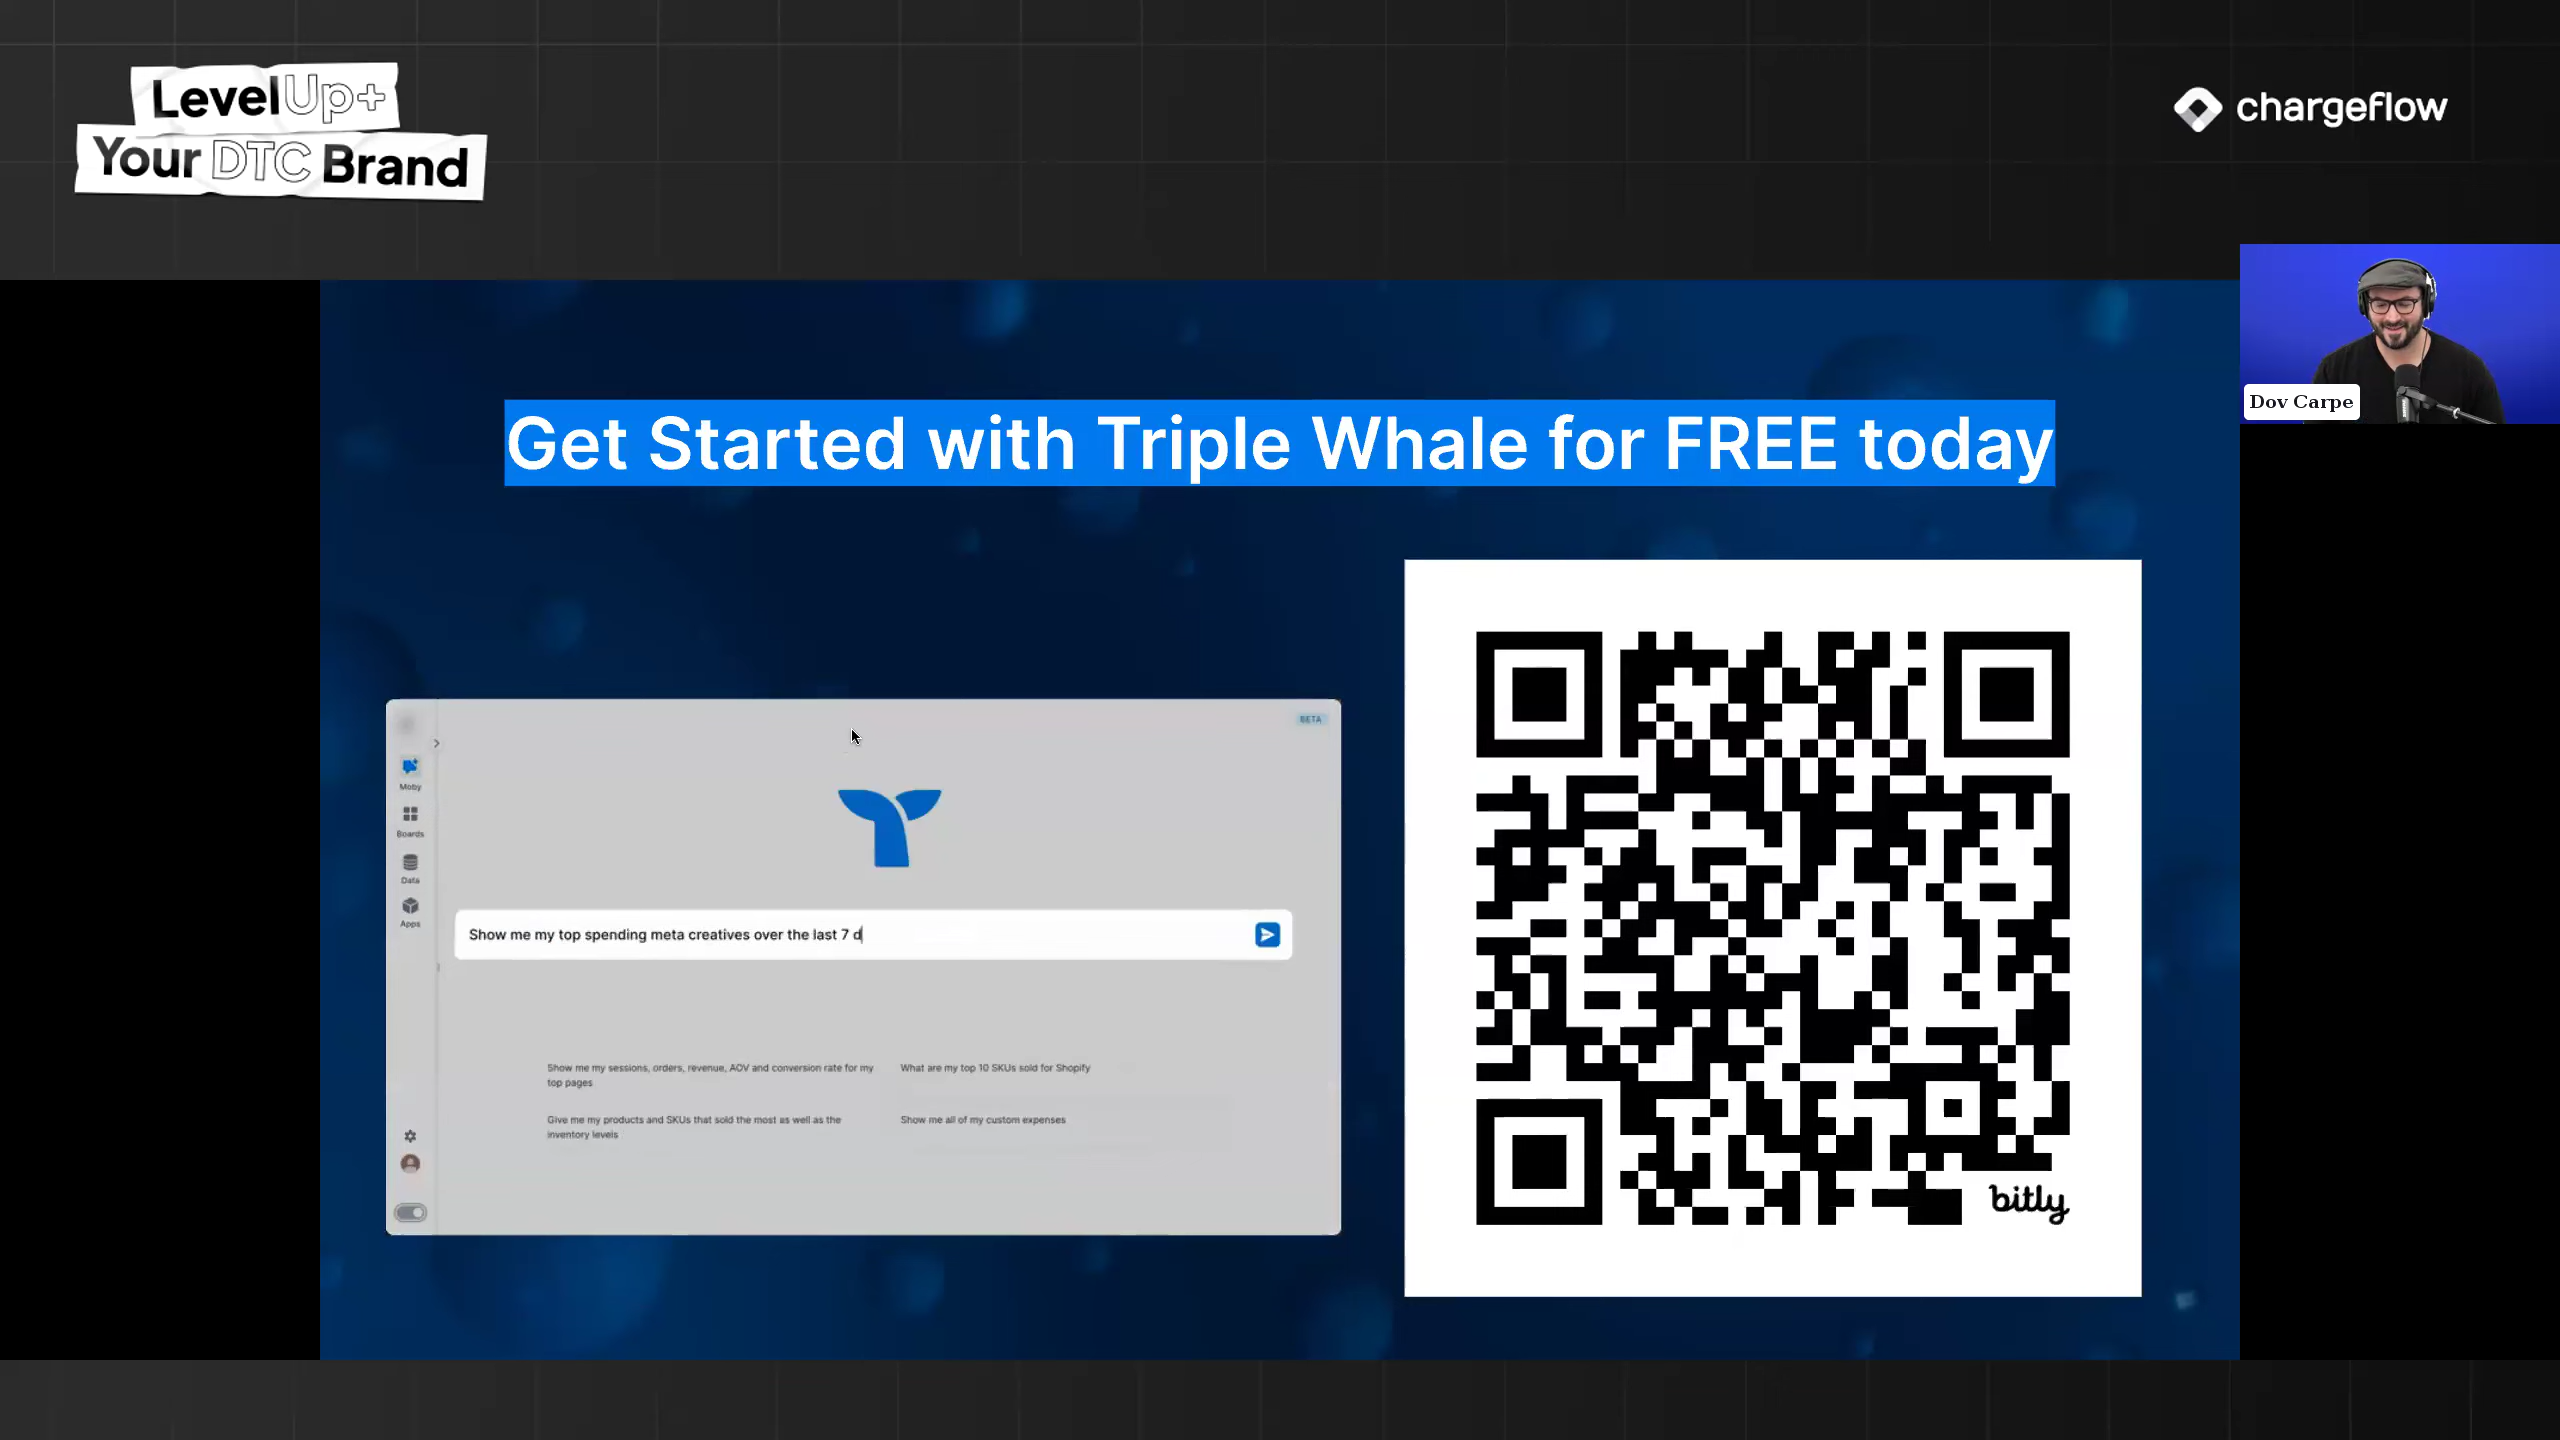 LevelUp+
Your DTC Brand
chargeflow
Dov Carpe
Get Started with Triple Whale for FREE today
BETA
Moby
Boards
Data
Apps
Show me my top spending meta creatives over the last 7 d
Show me my sessions, orders, revenue, AOV and conversion rate for my
top pages
What are my top 10 SKUs sold for Shopify
Give me my products and SKUs that sold the most as well as the
inventory levels
Show me all of my custom expenses
bitly